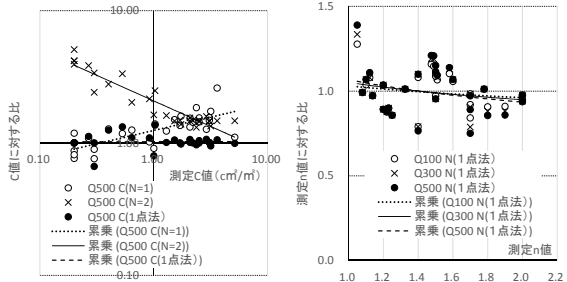 10.00
C値に対する比
1.00
0.10
1.00
10.00
測定C値(cm²/m²)
Q500 C(N=1)
Q500 C(N=2)
Q500 C(1点法)
累乗 (Q500 C(N=1))
累乗 (Q500 C(N=2))
累乗 (Q500 C(1点法))
0.10
1.5
測定n値に対する比
1.0
0.5
Q100 N(1点法)
Q300 N(1点法)
Q500 N(1点法)
累乗 (Q100 N(1点法))
累乗 (Q300 N(1点法))
累乗 (Q500 N(1点法))
測定n値
0.0
1.0 1.2 1.4 1.6 1.8 2.0 2.2